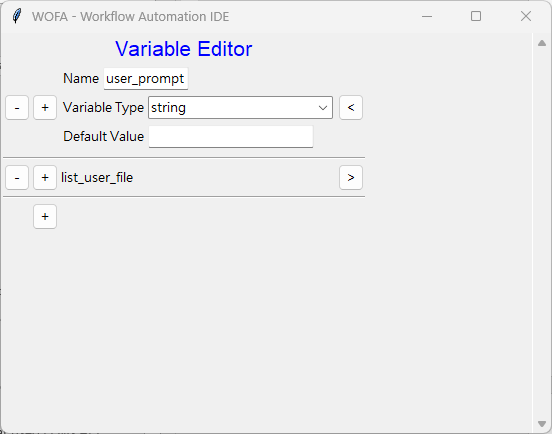 WOFA - Workflow Automation IDE
Variable Editor
Name user_prompt
- + Variable Type string <
Default Value
- + list_user_file >
+